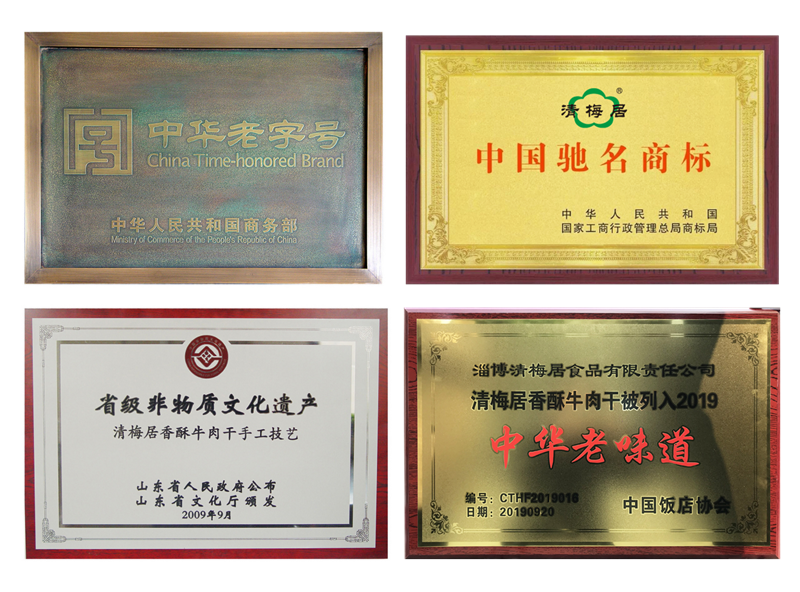 中华老字号
China Time-honored Brand
中华人民共和国商务部
Ministry of Commerce of the People's Republic of China
清梅居®
中国驰名商标
中华人民共和国
国家工商行政管理总局商标局
省级非物质文化遗产
清梅居香酥牛肉干手工技艺
山东省人民政府公布
山东省文化厅颁发
2009年9月
淄博清梅居食品有限责任公司
清梅居香酥牛肉干被列入2019
中华老味道
编号：CTHF2019016
日期：20190920
中国饭店协会